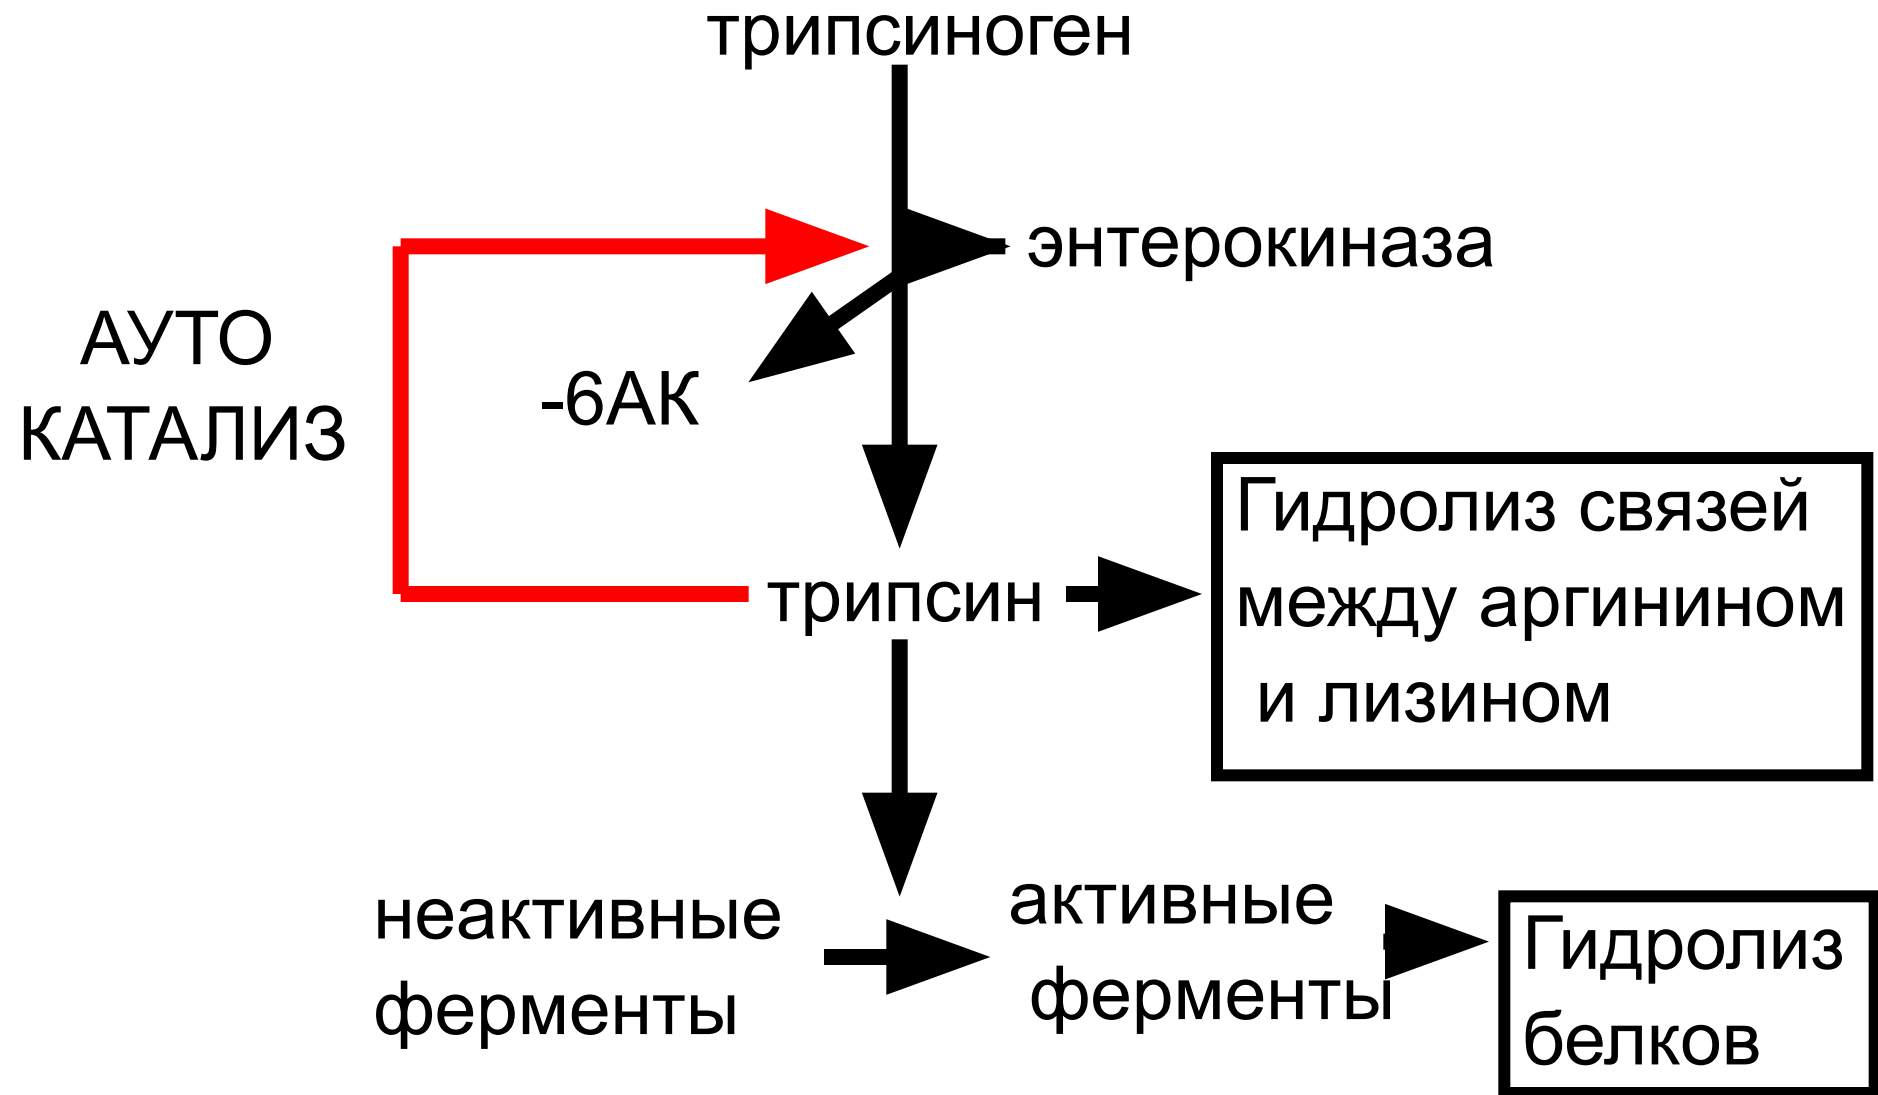 трипсиноген
энтерокиназа
АУТО
КАТАЛИЗ
-6АК
трипсин
Гидролиз связей
между аргинином
и лизином
неактивные
ферменты
активные
ферменты
Гидролиз
белков